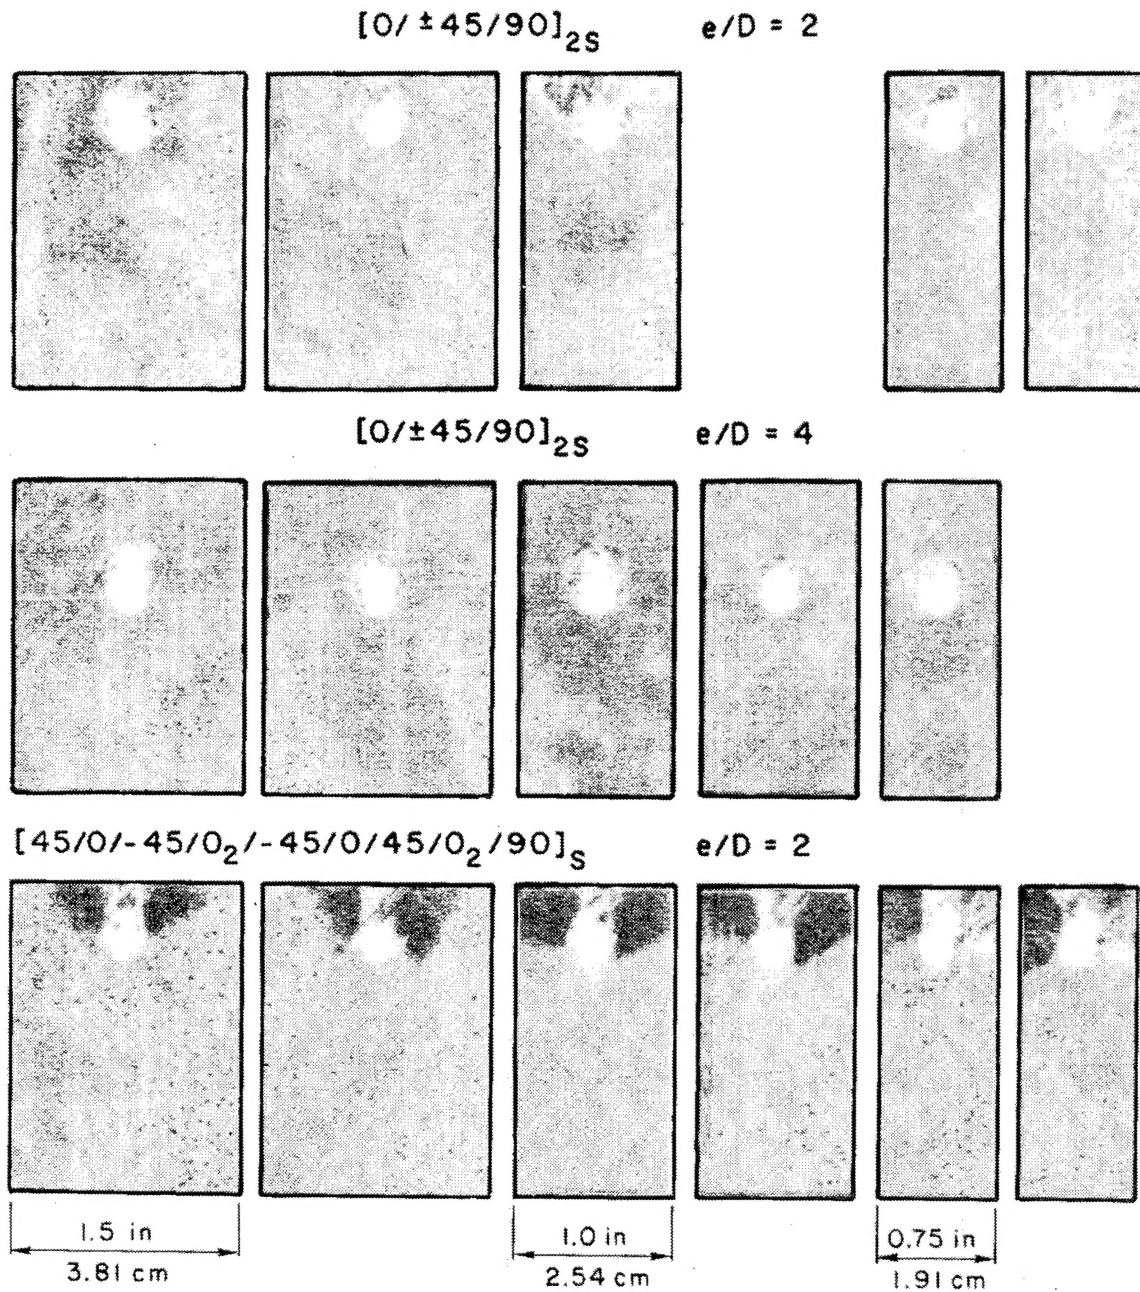 [0/±45/90]2S e/D = 2
[0/±45/90]2S e/D = 4
[45/0/-45/02/-45/0/45/02/90]S e/D = 2
1.5 in 1.0 in 0.75 in
3.81 cm 2.54 cm 1.91 cm